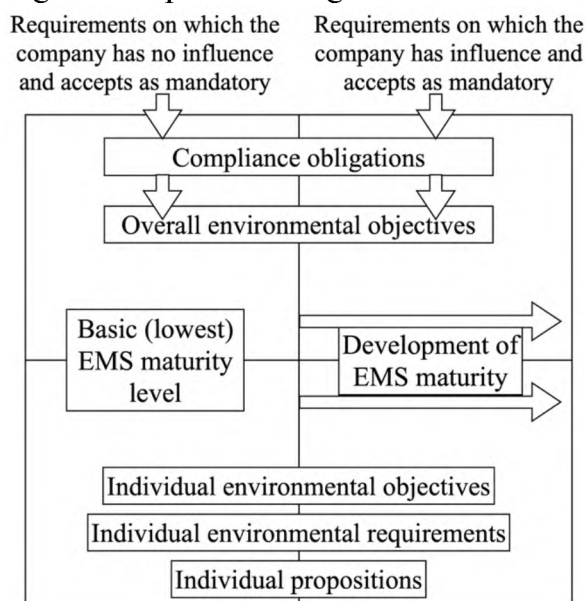 Requirements on which the
company has no influence
and accepts as mandatory
Requirements on which the
company has influence and
accepts as mandatory
Compliance obligations
Overall environmental objectives
Basic (lowest)
EMS maturity
level
Development of
EMS maturity
Individual environmental objectives
Individual environmental requirements
Individual propositions